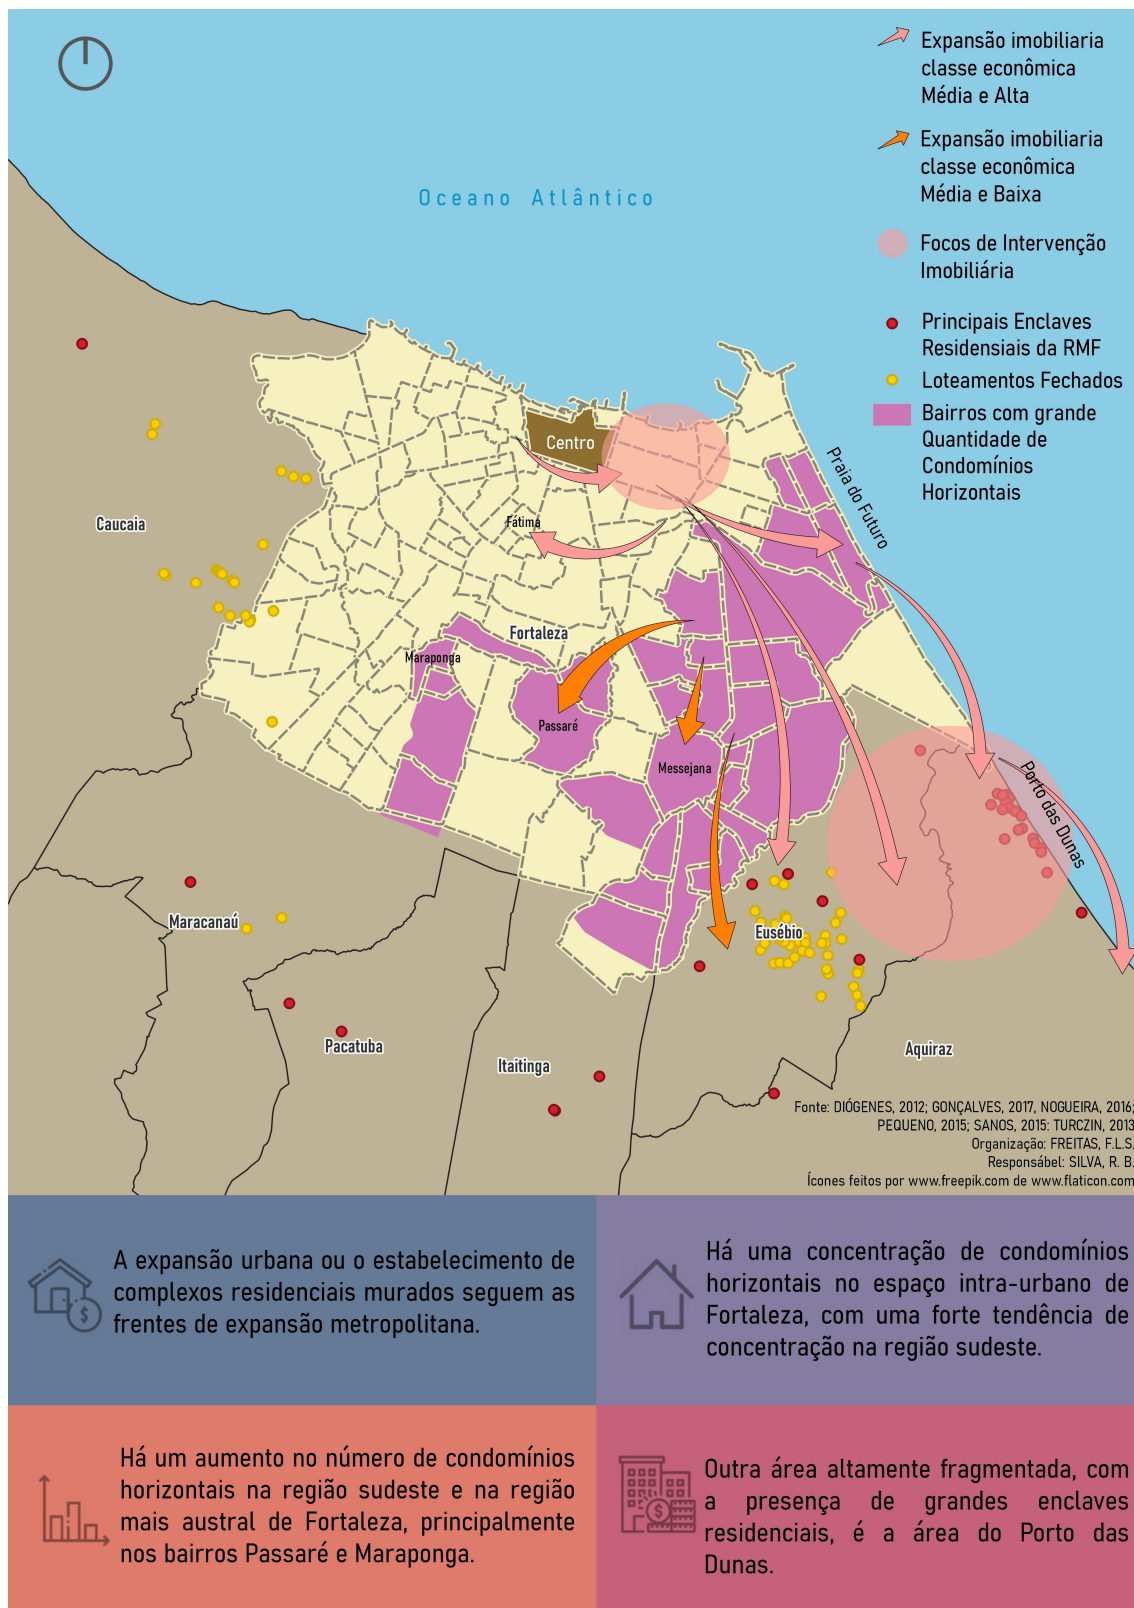 Expansão imobiliaria
classe econômica
Média e Alta
Expansão imobiliaria
classe econômica
Média e Baixa
Focos de Intervenção
Imobiliária
Principais Enclaves
Residensiais da RMF
Loteamentos Fechados
Bairros com grande
Quantidade de
Condomínios
Horizontais
Oceano Atlântico
Centro
Praia do Futuro
Caucaia
Fátima
Fortaleza
Maraponga
Passaré
Messejana
Porto das Dunas
Maracanaú
Eusébio
Pacatuba
Itaitinga
Aquiraz
Fonte: DIÓGENES, 2012; GONÇALVES, 2017, NOGUEIRA, 2016;
PEQUENO, 2015; SANOS, 2015: TURCZIN, 2013
Organização: FREITAS, F.L.S.
Responsábel: SILVA, R. B.
Ícones feitos por www.freepik.com de www.flaticon.com
A expansão urbana ou o estabelecimento de
complexos residenciais murados seguem as
frentes de expansão metropolitana.
Há uma concentração de condomínios
horizontais no espaço intra-urbano de
Fortaleza, com uma forte tendência de
concentração na região sudeste.
Há um aumento no número de condomínios
horizontais na região sudeste e na região
mais austral de Fortaleza, principalmente
nos bairros Passaré e Maraponga.
Outra área altamente fragmentada, com
a presença de grandes enclaves
residenciais, é a área do Porto das
Dunas.